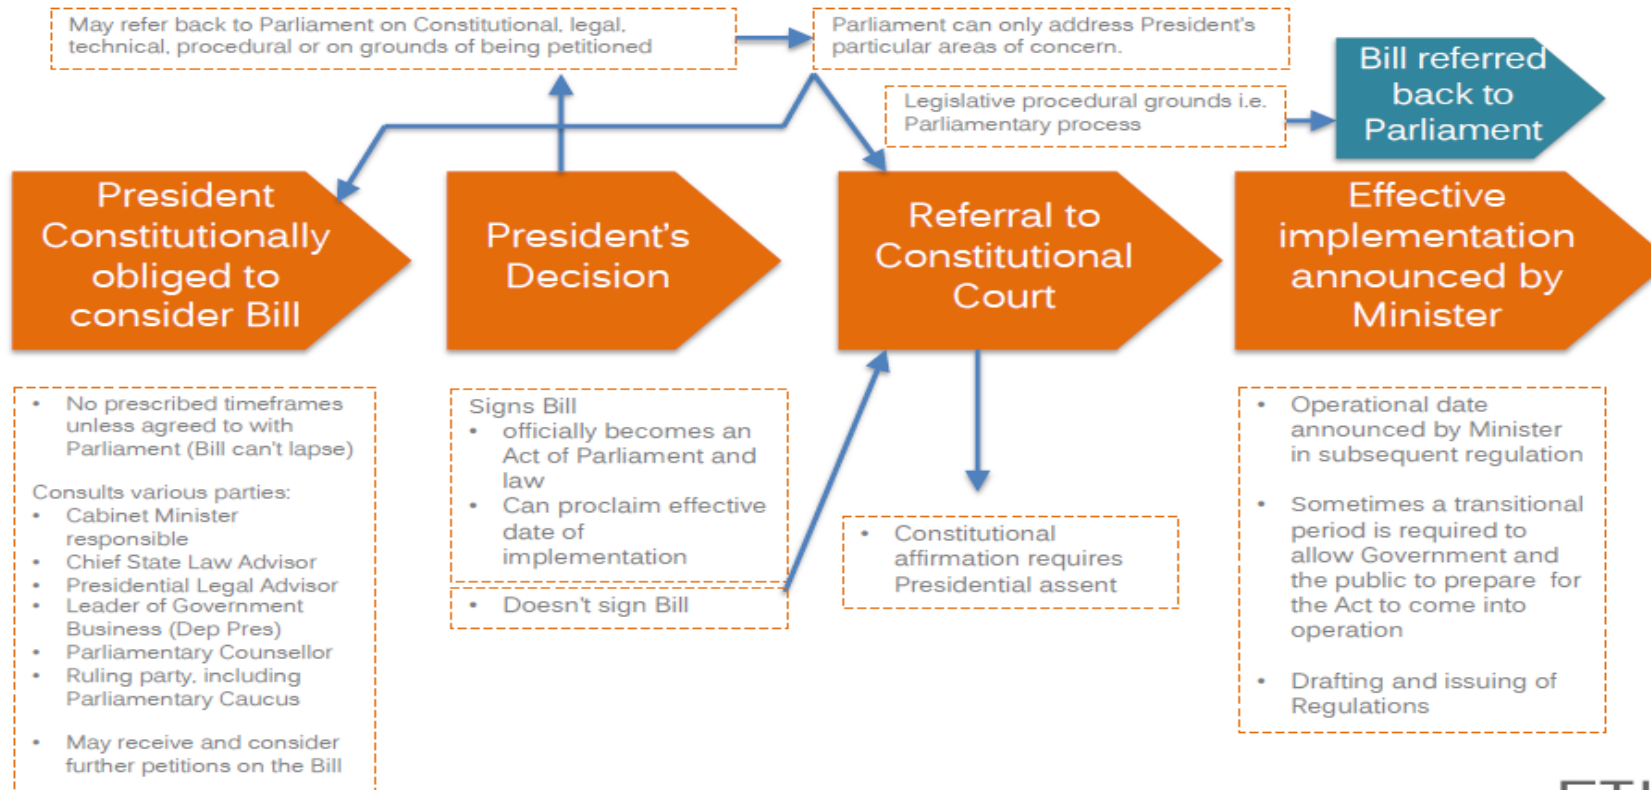 May refer back to Parliament on Constitutional, legal,
technical, procedural or on grounds of being petitioned
Parliament can only address President's
particular areas of concern.
Legislative procedural grounds i.e.
Parliamentary process
Bill referred
back to
Parliament
President
Constitutionally
obliged to
consider Bill
President's
Decision
Referral to
Constitutional
Court
Effective
implementation
announced by
Minister
• No prescribed timeframes
unless agreed to with
Parliament (Bill can't lapse)
Consults various parties:
• Cabinet Minister
responsible
• Chief State Law Advisor
• Presidential Legal Advisor
• Leader of Government
Business (Dep Pres)
• Parliamentary Counsellor
• Ruling party, including
Parliamentary Caucus
• May receive and consider
further petitions on the Bill
Signs Bill
• officially becomes an
Act of Parliament and
law
• Can proclaim effective
date of
implementation
• Doesn't sign Bill
• Constitutional
affirmation requires
Presidential assent
• Operational date
announced by Minister
in subsequent regulation
• Sometimes a transitional
period is required to
allow Government and
the public to prepare for
the Act to come into
operation
• Drafting and issuing of
Regulations